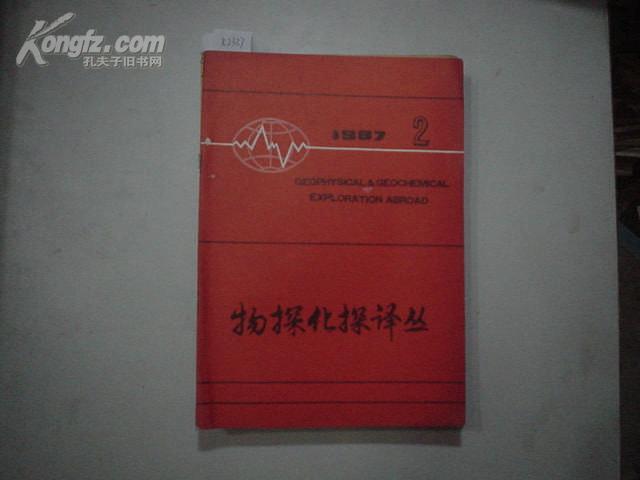 Kongfz.com
孔夫子旧书网
K2327
1987 2
GEOPHYSICAL & GEOCHEMICAL
EXPLORATION ABROAD
物探化探译丛